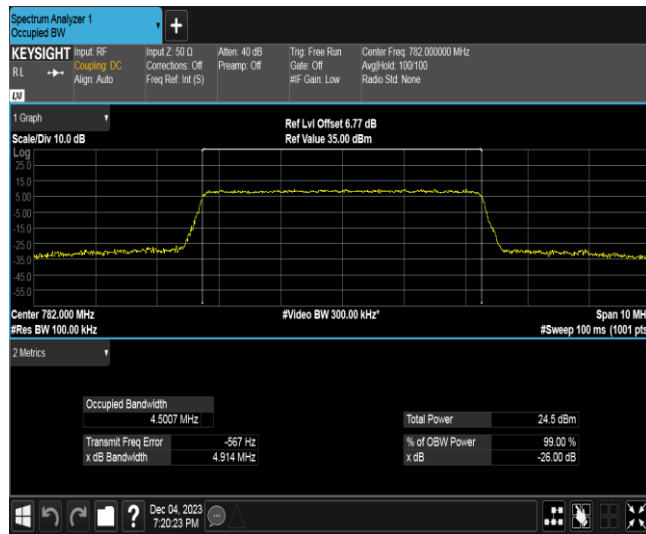 Spectrum Analyzer 1
Occupied BW
+
KEYSIGHT
RL
LXI
Input: RF
Coupling: DC
Align: Auto
Input Z: 50 Ω
Corrections: Off
Freq Ref: Int (S)
Atten: 40 dB
Preamp: Off
Trig: Free Run
Gate: Off
#IF Gain: Low
Center Freq: 782.000000 MHz
Avg|Hold: 100/100
Radio Std: None
1 Graph
Scale/Div 10.0 dB
Ref Lvl Offset 6.77 dB
Ref Value 35.00 dBm
Log
25.0
15.0
5.00
-5.00
-15.0
-25.0
-35.0
-45.0
-55.0
Center 782.000 MHz
#Res BW 100.00 kHz
#Video BW 300.00 kHz*
Span 10 MH
#Sweep 100 ms (1001 pts
2 Metrics
Occupied Bandwidth
4.5007 MHz
Transmit Freq Error -567 Hz
x dB Bandwidth 4.914 MHz
Total Power 24.5 dBm
% of OBW Power 99.00 %
x dB -26.00 dB
?
Dec 04, 2023
7:20:23 PM